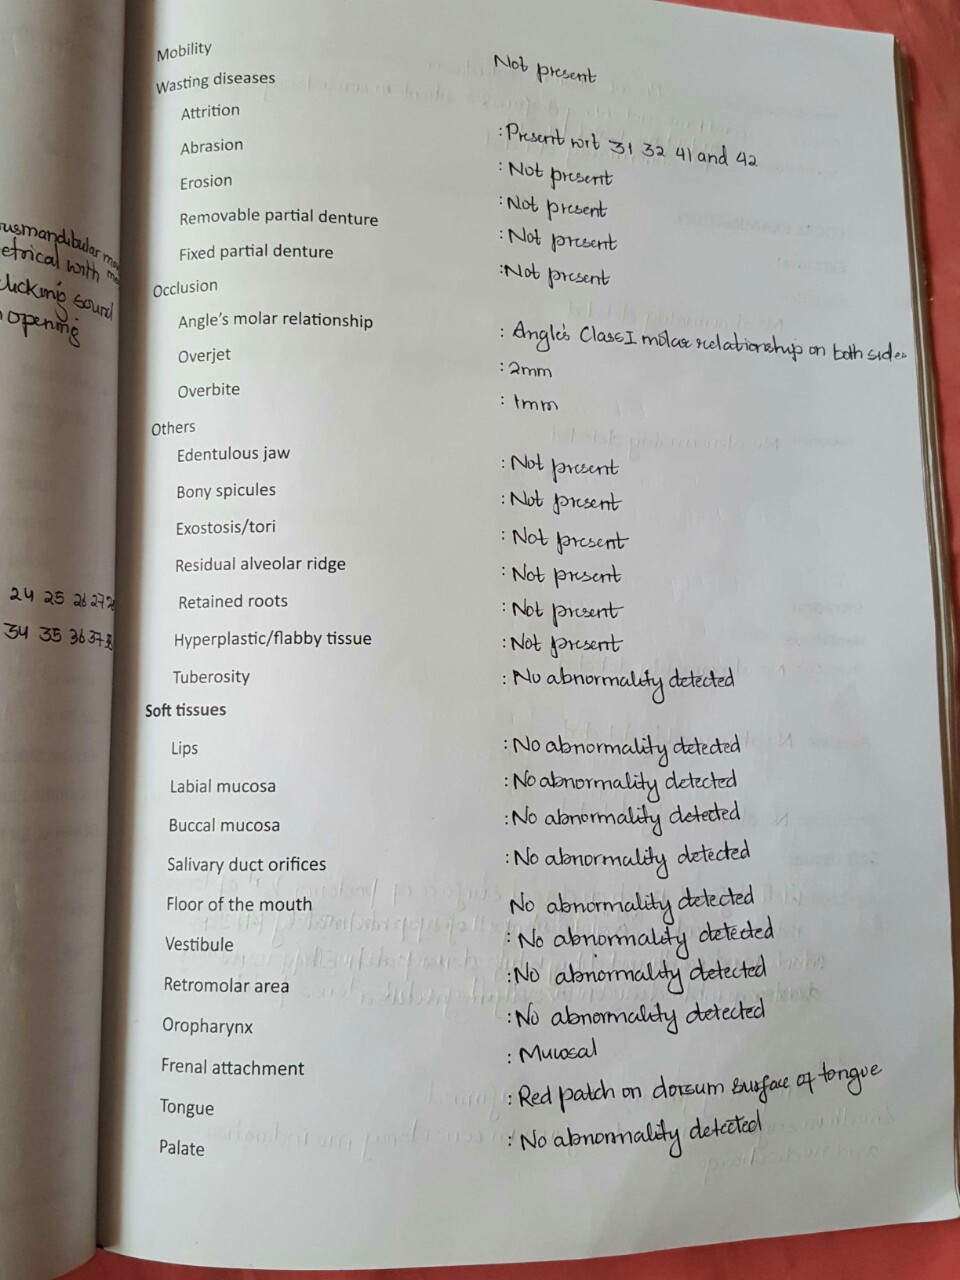 usmandibular
etrical with
licking sound
opening
24 25 26 27
34 35 36 37
Mobility Not present
Wasting diseases
Attrition : Present wrt 31 32 41 and 42
Abrasion : Not present
Erosion : Not present
Removable partial denture : Not present
Fixed partial denture : Not present
Occlusion
Angle's molar relationship : Angle's Class I molar relationship on both sides
Overjet : 2mm
Overbite : 1mm
Others
Edentulous jaw : Not present
Bony spicules : Not present
Exostosis/tori : Not present
Residual alveolar ridge : Not present
Retained roots : Not present
Hyperplastic/flabby tissue : Not present
Tuberosity : No abnormality detected
Soft tissues
Lips : No abnormality detected
Labial mucosa : No abnormality detected
Buccal mucosa : No abnormality detected
Salivary duct orifices : No abnormality detected
Floor of the mouth No abnormality detected
Vestibule : No abnormality detected
Retromolar area : No abnormality detected
Oropharynx : No abnormality detected
Frenal attachment : Mucosal
Tongue : Red patch on dorsum surface of tongue
Palate : No abnormality detected